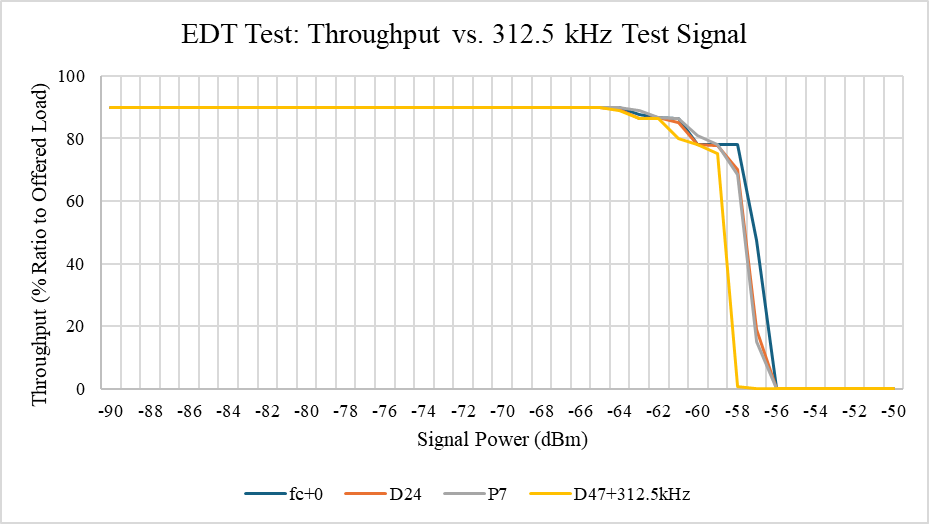 EDT Test: Throughput vs. 312.5 kHz Test Signal
Throughput (% Ratio to Offered Load)
100
80
60
40
20
0
-90 -88 -86 -84 -82 -80 -78 -76 -74 -72 -70 -68 -66 -64 -62 -60 -58 -56 -54 -52 -50
Signal Power (dBm)
fc+0 D24 P7 D47+312.5kHz